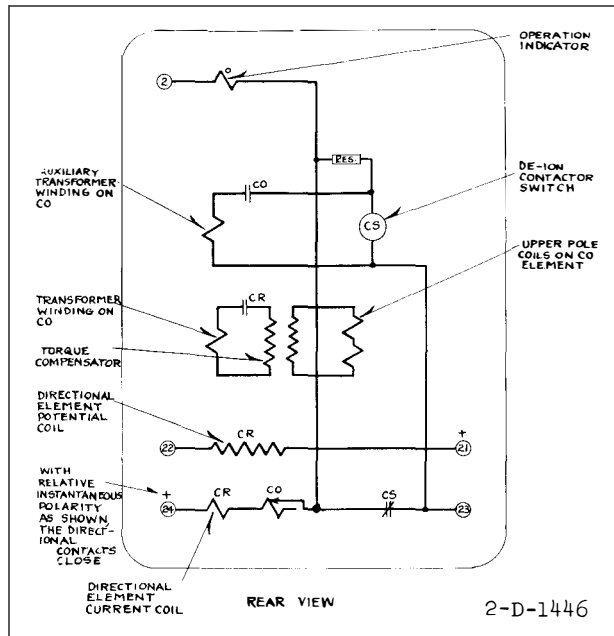 OPERATION
INDICATOR
2
O
RES.
AUXILIARY
TRANSFORMER
WINDING ON
CO
CO
DE-ION
CONTACTOR
SWITCH
CS
UPPER POLE
COILS ON CO
ELEMENT
TRANSFORMER
WINDING ON
CO
CR
TORQUE
COMPENSATOR
DIRECTIONAL
ELEMENT
POTENTIAL
COIL
CR
+
22
21
WITH
RELATIVE
INSTANTANEOUS
POLARITY
AS SHOWN,
THE DIRECT-
IONAL
CONTACTS
CLOSE
+
24
CR
CO
CS
23
DIRECTIONAL
ELEMENT
CURRENT COIL
REAR VIEW
2-D-1446